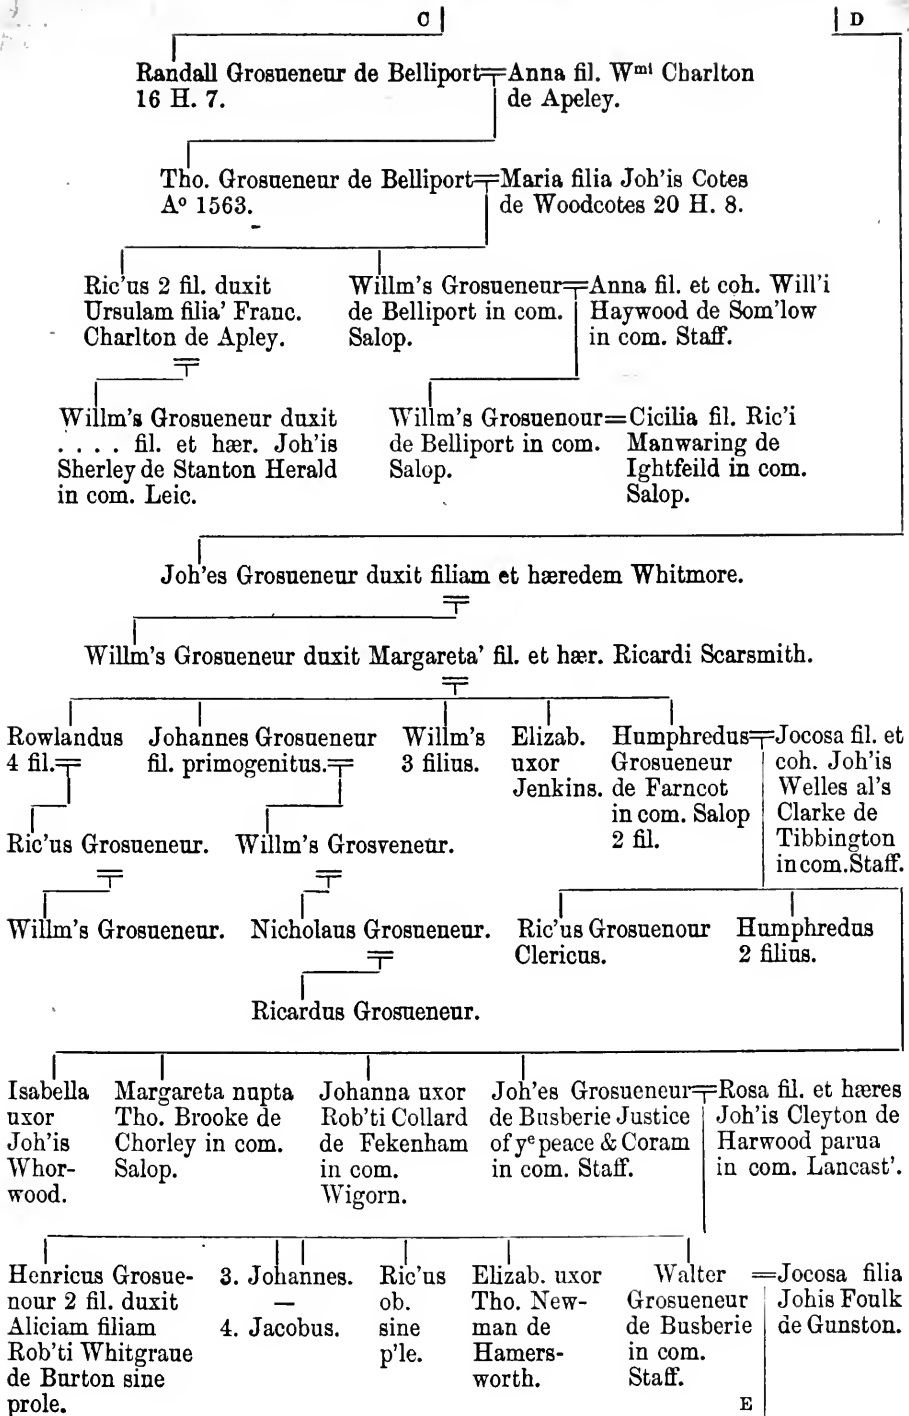 C D
Randall Grosueneur de Belliport=Anna fil. Wmi Charlton
16 H. 7. de Apeley.
Tho. Grosueneur de Belliport=Maria filia Joh'is Cotes
Ao 1563. de Woodcotes 20 H. 8.
Ric'us 2 fil. duxit
Ursulam filia' Franc.
Charlton de Apley.
Willm's Grosueneur=Anna fil. et coh. Will'i
de Belliport in com. Haywood de Som'low
Salop. in com. Staff.
Willm's Grosueneur duxit
. . . . fil. et hær. Joh'is
Sherley de Stanton Herald
in com. Leic.
Willm's Grosuenour=Cicilia fil. Ric'i
de Belliport in com. Manwaring de
Salop. Ightfeild in com.
Salop.
Joh'es Grosueneur duxit filiam et hæredem Whitmore.
Willm's Grosueneur duxit Margareta' fil. et hær. Ricardi Scarsmith.
Rowlandus
4 fil.
Johannes Grosueneur
fil. primogenitus.
Willm's
3 filius.
Elizab.
uxor
Jenkins.
Humphredus
Grosueneur
de Farncot
in com. Salop
2 fil.
Jocosa fil. et
coh. Joh'is
Welles al's
Clarke de
Tibbington
in com. Staff.
Ric'us Grosueneur. Willm's Grosveneur.
Willm's Grosueneur. Nicholaus Grosueneur.
Ric'us Grosuenour
Clericus.
Humphredus
2 filius.
Ricardus Grosueneur.
Isabella
uxor
Joh'is
Whor-
wood.
Margareta nupta
Tho. Brooke de
Chorley in com.
Salop.
Johanna uxor
Rob'ti Collard
de Fekenham
in com.
Wigorn.
Joh'es Grosueneur
de Busberie Justice
of ye peace & Coram
in com. Staff.
Rosa fil. et hæres
Joh'is Cleyton de
Harwood parua
in com. Lancast'.
Henricus Grosue-
nour 2 fil. duxit
Aliciam filiam
Rob'ti Whitgraue
de Burton sine
prole.
3. Johannes.
—
4. Jacobus.
Ric'us
ob.
sine
p'le.
Elizab. uxor
Tho. New-
man de
Hamers-
worth.
Walter
Grosueneur
de Busberie
in com.
Staff.
=Jocosa filia
Johis Foulk
de Gunston.
E